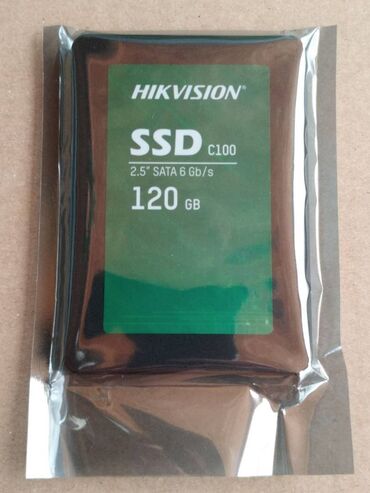 HIKVISION®
SSD C100
2.5" SATA 6 Gb/s
120 GB